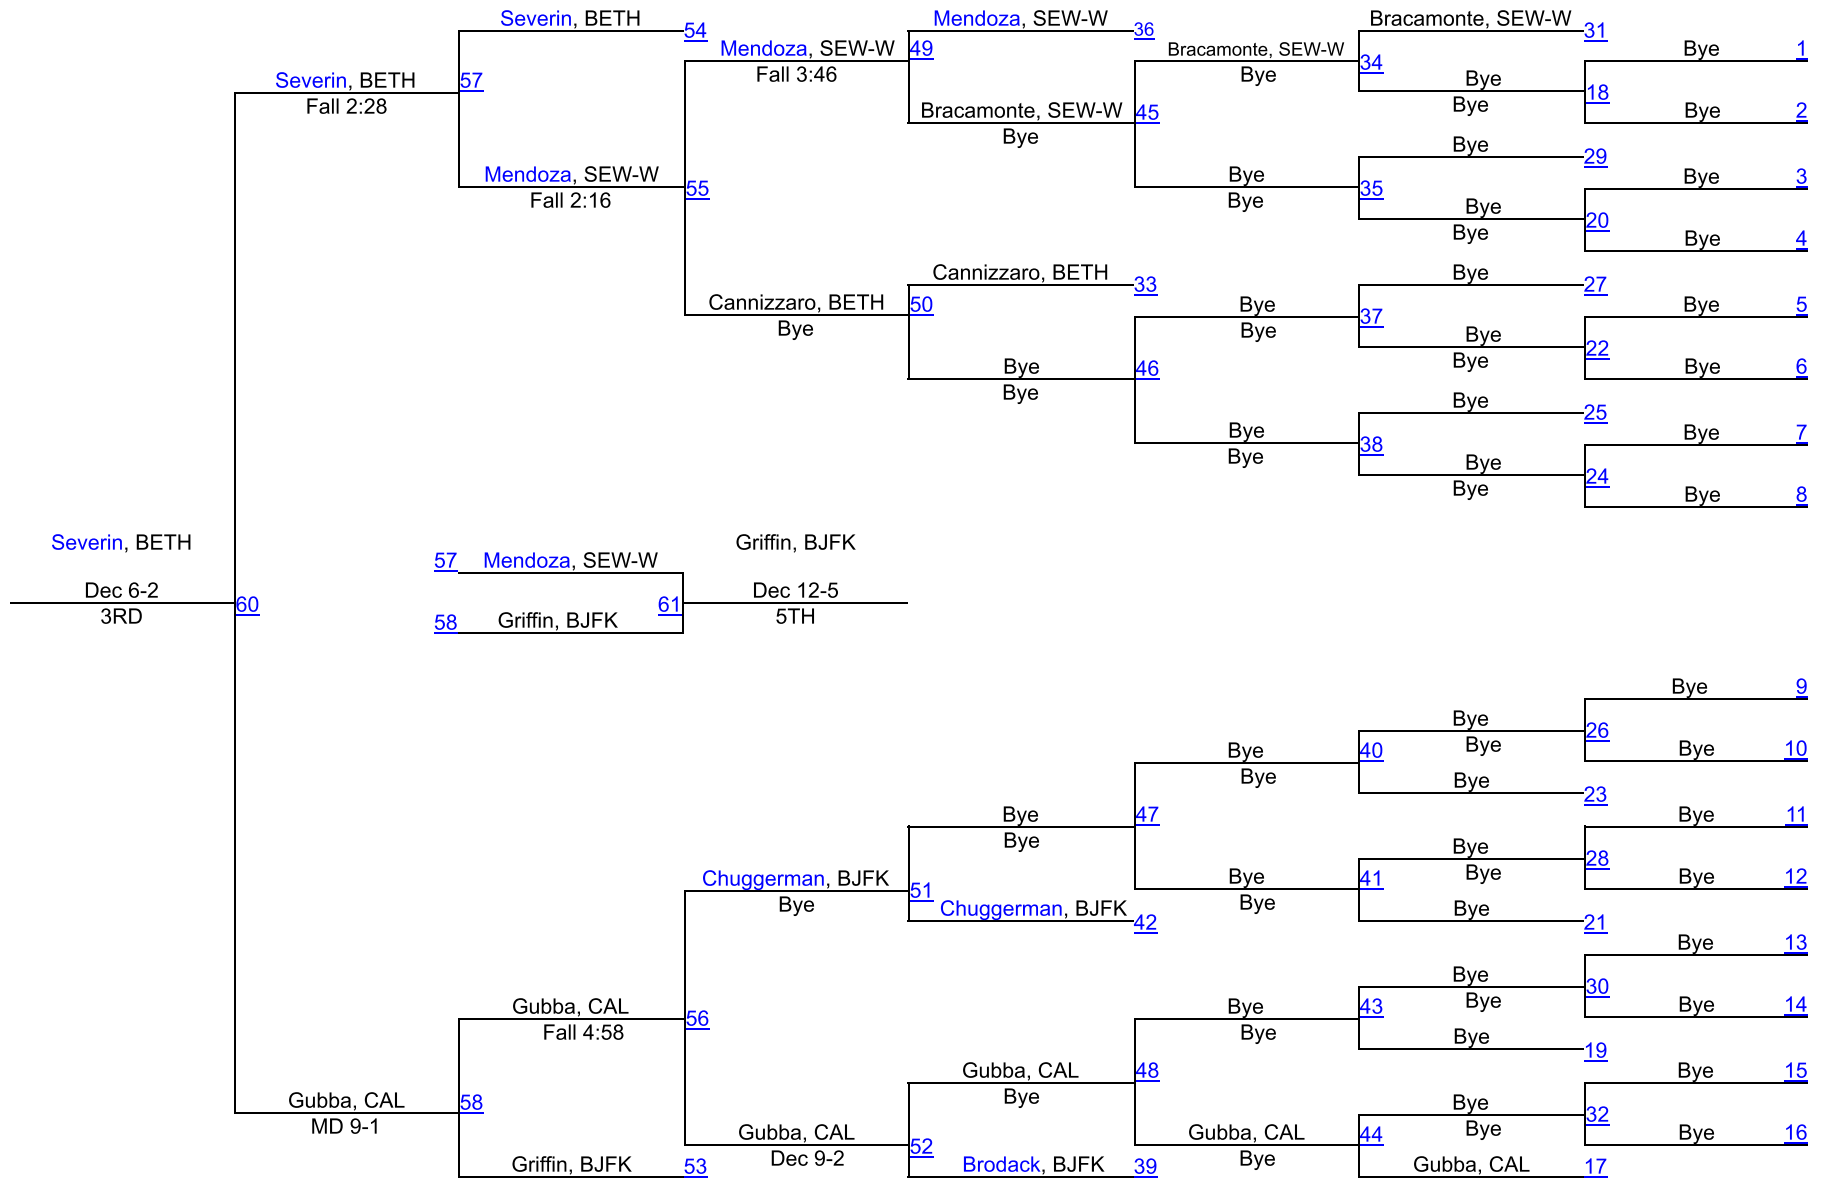 Severin, BETH
54
Mendoza, SEW-W
36
Bracamonte, SEW-W
31
Mendoza, SEW-W
49
Fall 3:46
Bracamonte, SEW-W
34
Bye
Bye
1
Severin, BETH
57
Fall 2:28
Bye
18
Bye
Bracamonte, SEW-W
45
Bye
Bye
2
Bye
29
Mendoza, SEW-W
55
Fall 2:16
Bye
35
Bye
Bye
3
Bye
20
Bye
Bye
4
Cannizzaro, BETH
33
Bye
27
Cannizzaro, BETH
50
Bye
Bye
37
Bye
Bye
5
Bye
22
Bye
Bye
46
Bye
Bye
6
Bye
25
Bye
38
Bye
Bye
7
Bye
24
Bye
Bye
8
Severin, BETH
Griffin, BJFK
57
Mendoza, SEW-W
Dec 6-2
60
3RD
61
Dec 12-5
5TH
58
Griffin, BJFK
Bye
9
Bye
26
Bye
Bye
40
Bye
Bye
10
Bye
23
Bye
47
Bye
Bye
11
Bye
28
Bye
Chuggerman, BJFK
51
Bye
Bye
41
Bye
Bye
12
Chuggerman, BJFK
42
Bye
21
Bye
13
Bye
30
Bye
Gubba, CAL
56
Fall 4:58
Bye
43
Bye
Bye
14
Bye
19
Gubba, CAL
48
Bye
Bye
15
Gubba, CAL
58
MD 9-1
Bye
32
Bye
Gubba, CAL
52
Dec 9-2
Gubba, CAL
44
Bye
Bye
16
Griffin, BJFK
53
Brodack, BJFK
39
Gubba, CAL
17